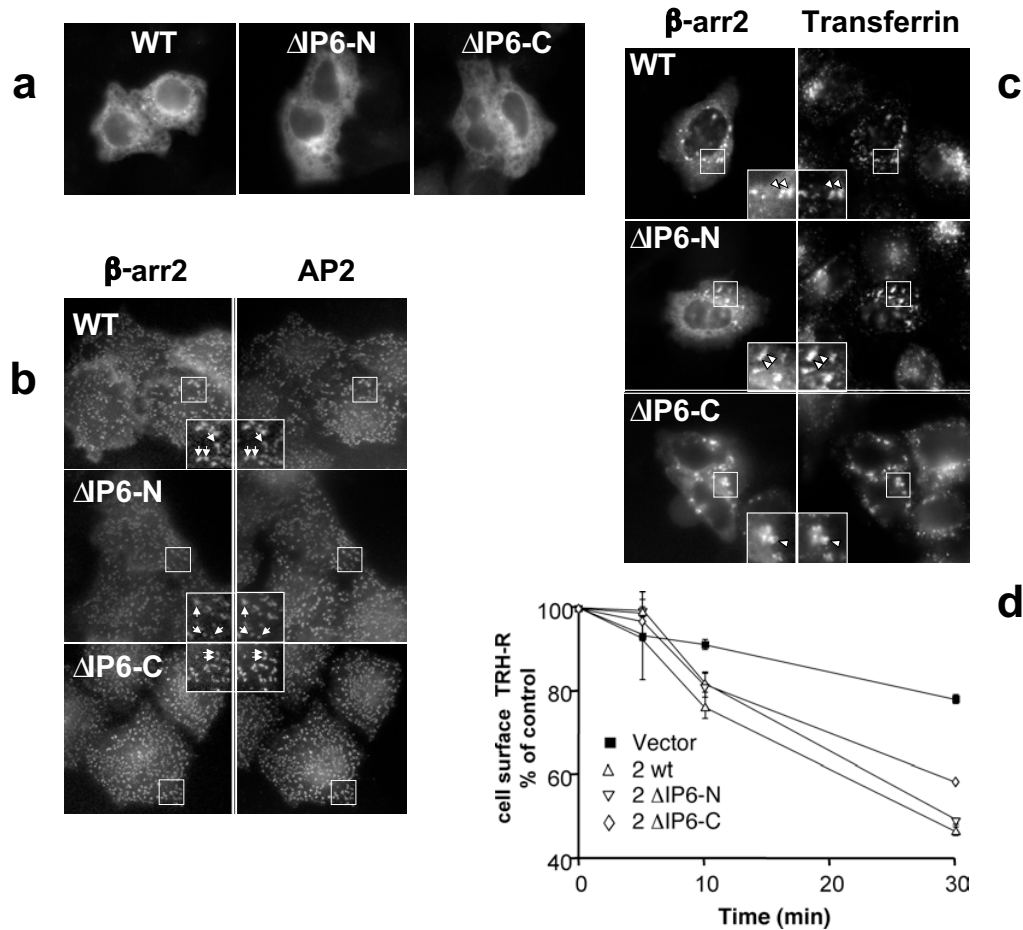 a
WT
ΔIP6-N
ΔIP6-C
β-arr2
AP2
b
WT
ΔIP6-N
ΔIP6-C
β-arr2
Transferrin
c
WT
ΔIP6-N
ΔIP6-C
d
cell surface TRH-R
% of control
100
80
60
40
Vector
2 wt
2 ΔIP6-N
2 ΔIP6-C
0
10
20
30
Time (min)